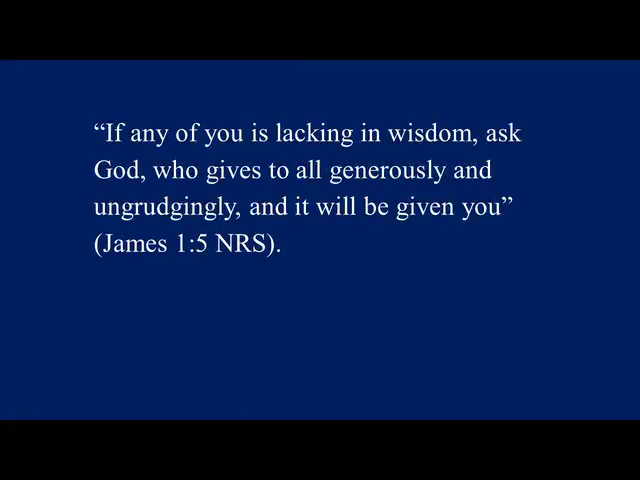 “If any of you is lacking in wisdom, ask
God, who gives to all generously and
ungrudgingly, and it will be given you”
(James 1:5 NRS).